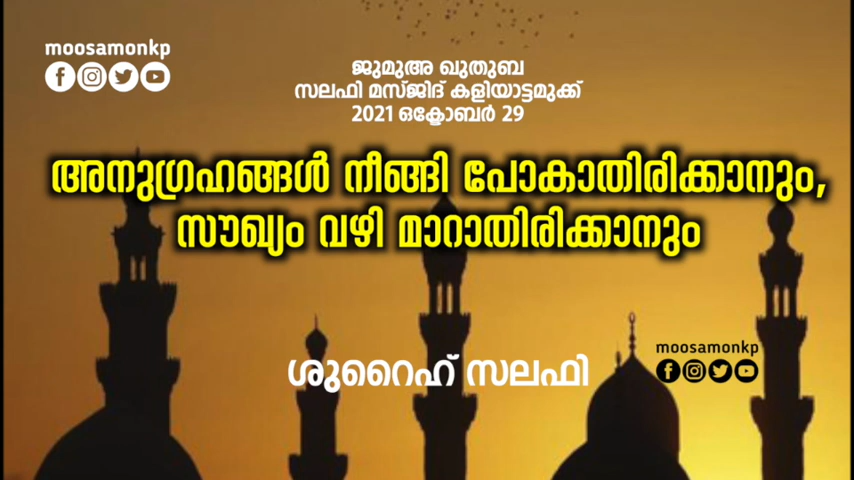 moosamonkp
ജുമുഅ ഖുതുബ
സലഫി മസ്ജിദ് കളിയാട്ടമുക്ക്
2021 ഒക്ടോബർ 29
അനുഗ്രഹങ്ങൾ നീങ്ങി പോകാതിരിക്കാനും,
സൗഖ്യം വഴി മാറാതിരിക്കാനും
ശുറൈഹ് സലഫി
moosamonkp